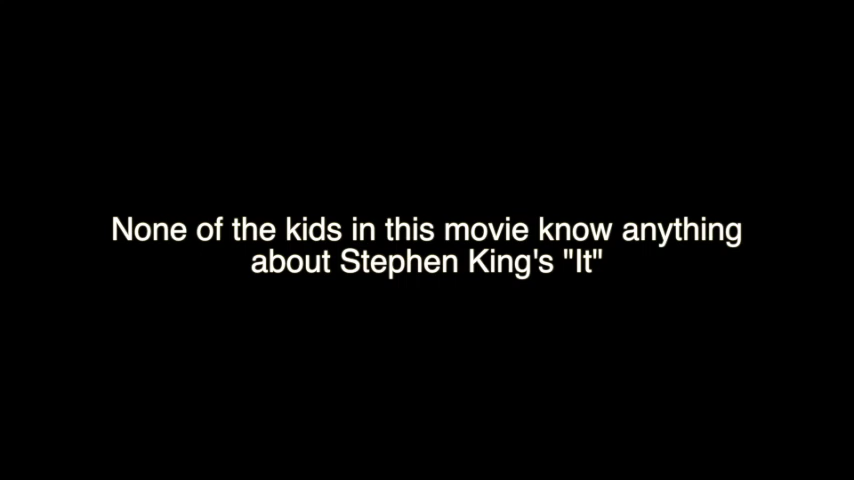 None of the kids in this movie know anything
about Stephen King's "It"